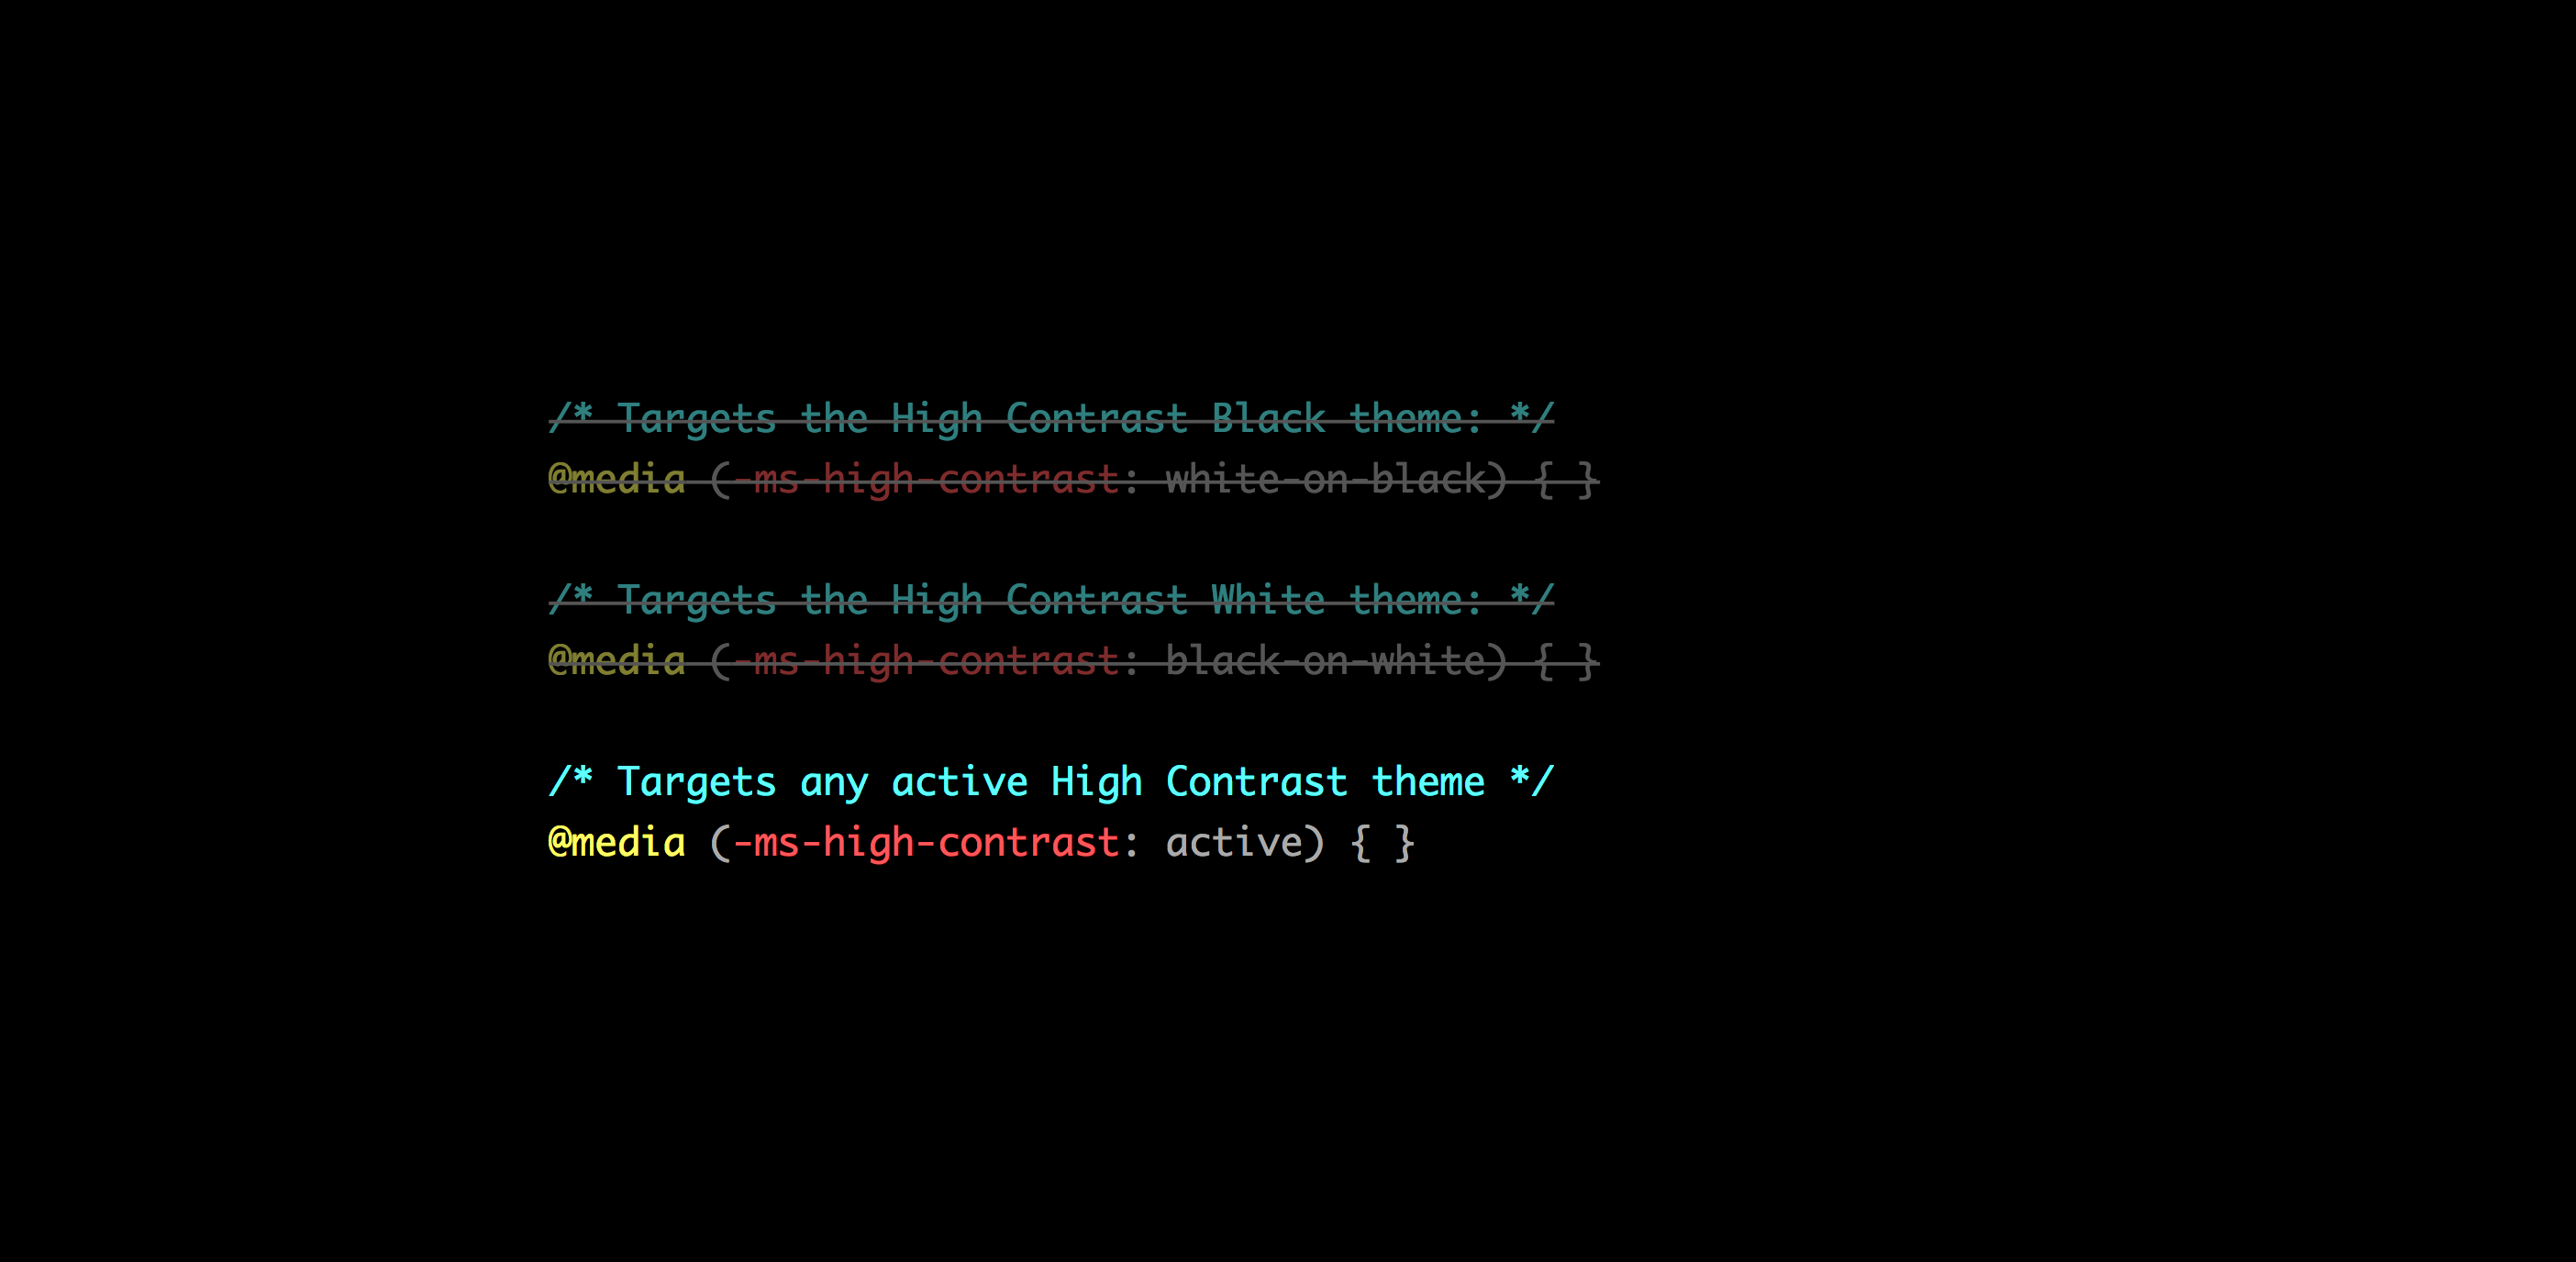 /* Targets the High Contrast Black theme: */
@media (-ms-high-contrast: white-on-black) { }
/* Targets the High Contrast White theme: */
@media (-ms-high-contrast: black-on-white) { }
/* Targets any active High Contrast theme */
@media (-ms-high-contrast: active) { }